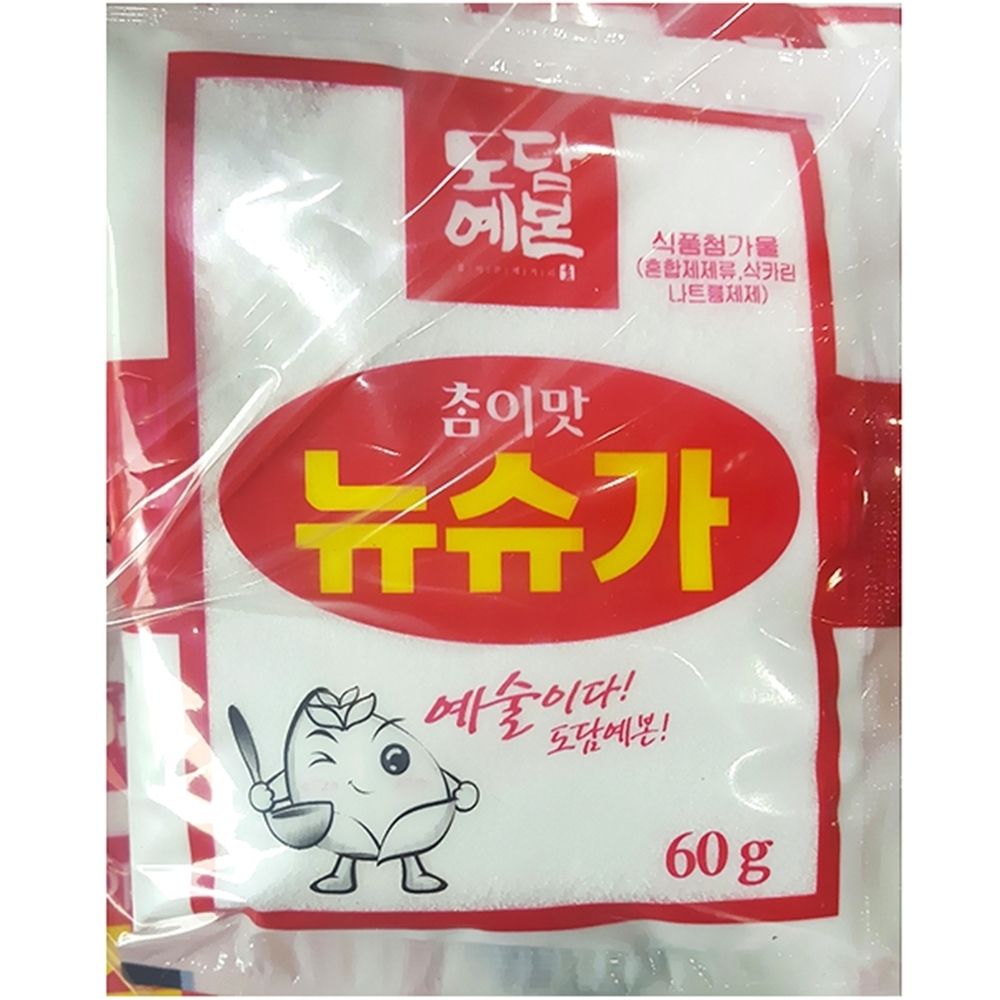 도담
예본
식품첨가물
(혼합제제류,삭카린
나트륨제제)
촘이맛
뉴슈가
예술이다!
도담예본!
60g